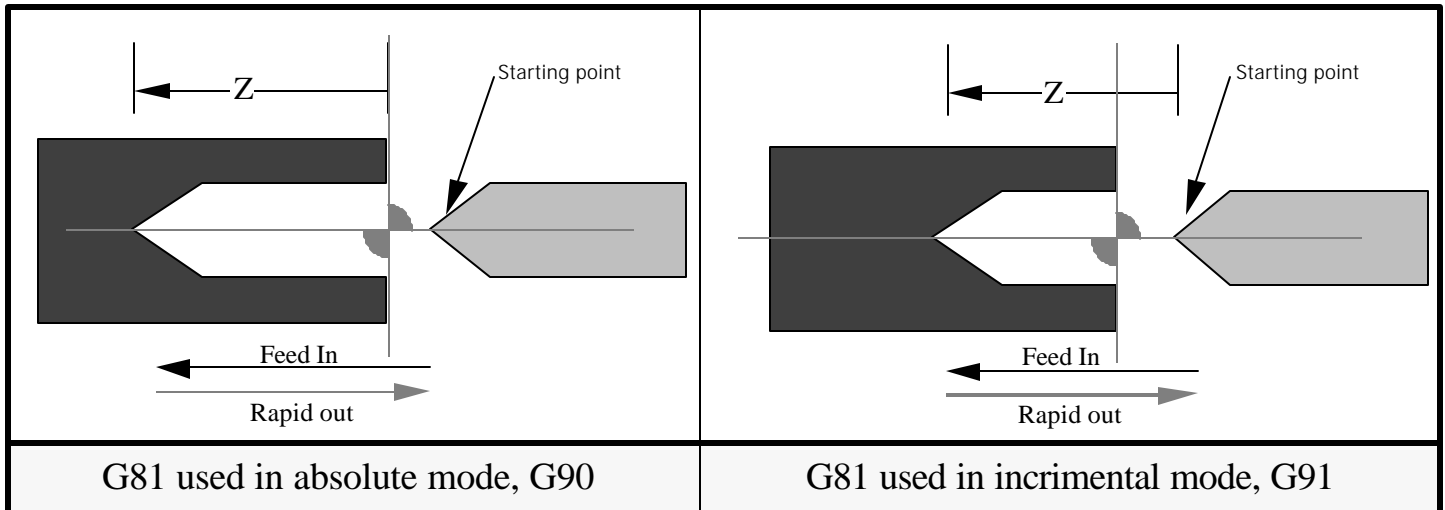 Z
Starting point
Feed In
Rapid out
G81 used in absolute mode, G90
Z
Starting point
Feed In
Rapid out
G81 used in incrimental mode, G91